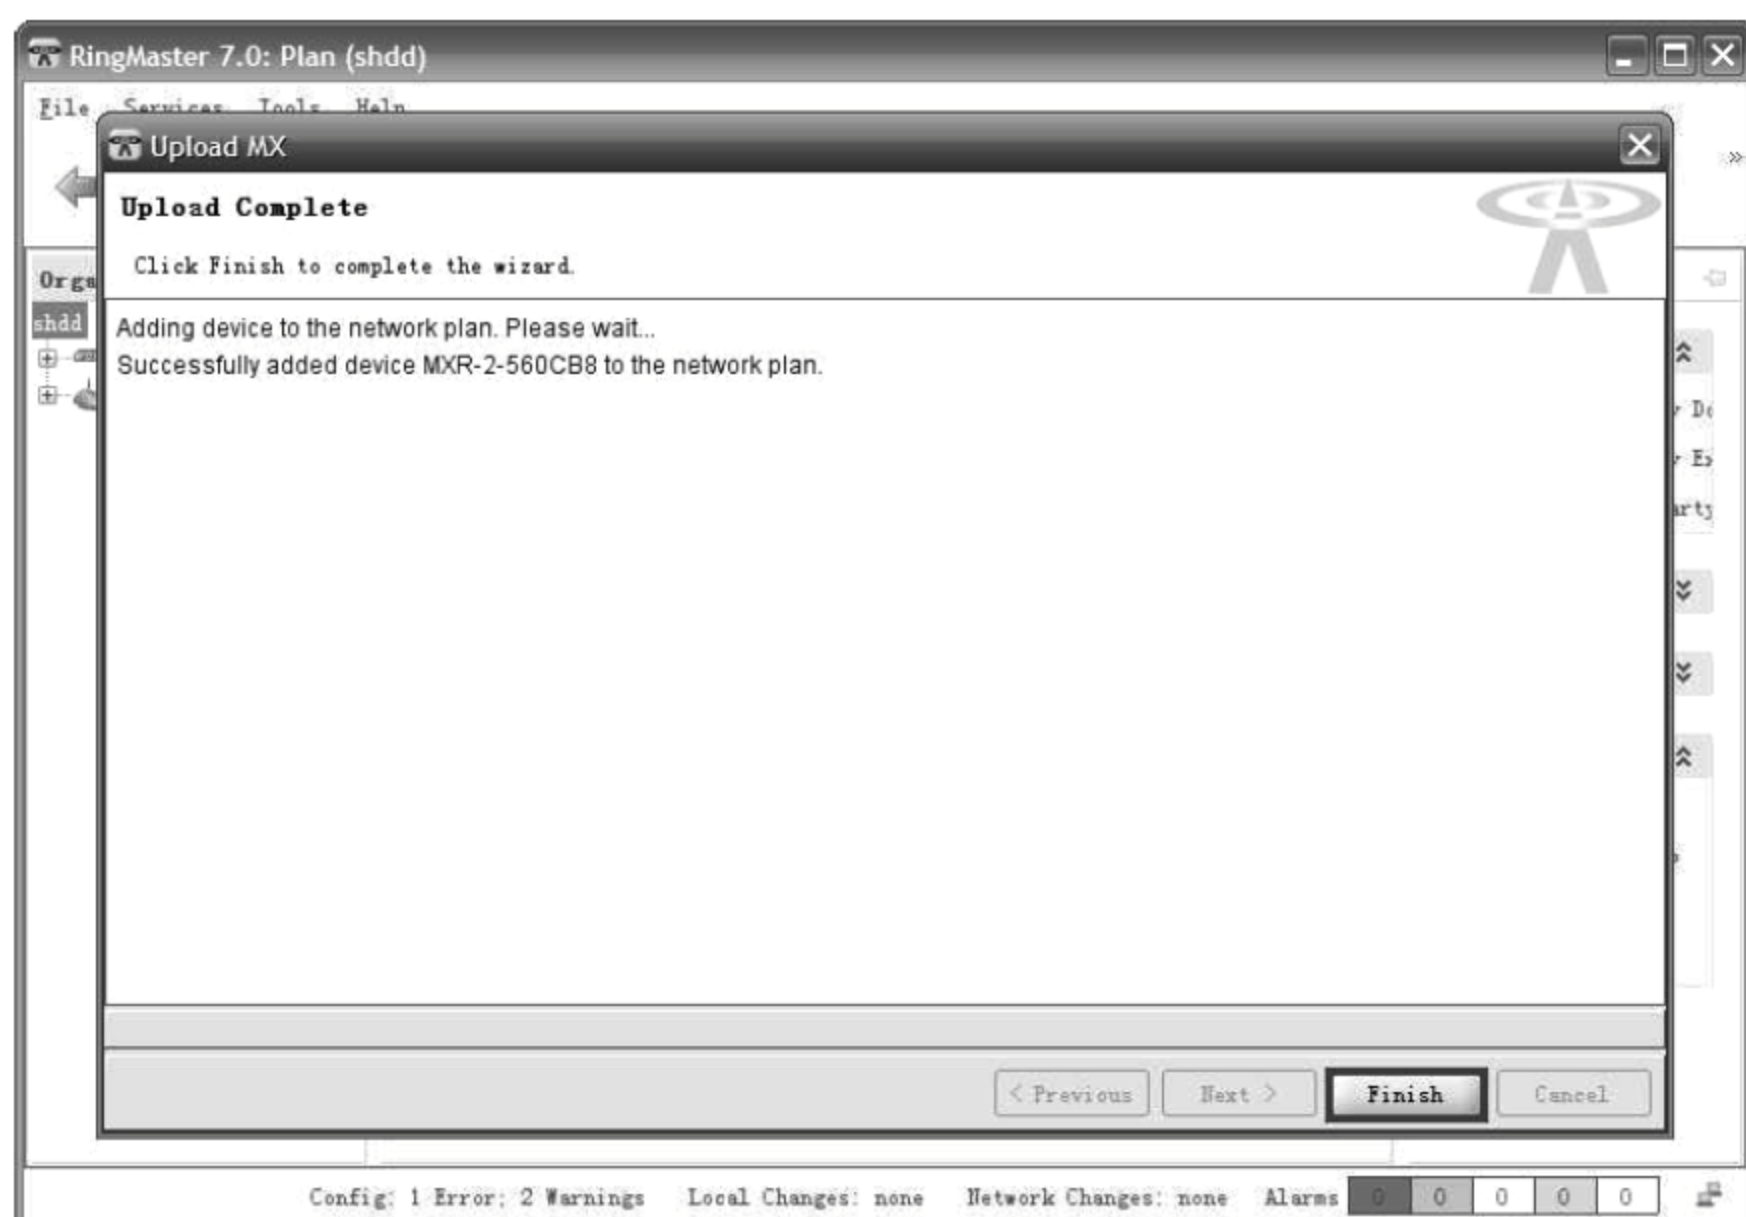 RingMaster 7.0: Plan (shdd)
File Services Tools Help
Upload MX
»
Upload Complete
Click Finish to complete the wizard.
shdd
Adding device to the network plan. Please wait...
Successfully added device MXR-2-560CB8 to the network plan.
< Previous Next > Finish Cancel
Config: 1 Error; 2 Warnings Local Changes: none Network Changes: none Alarms 0 0 0 0 0